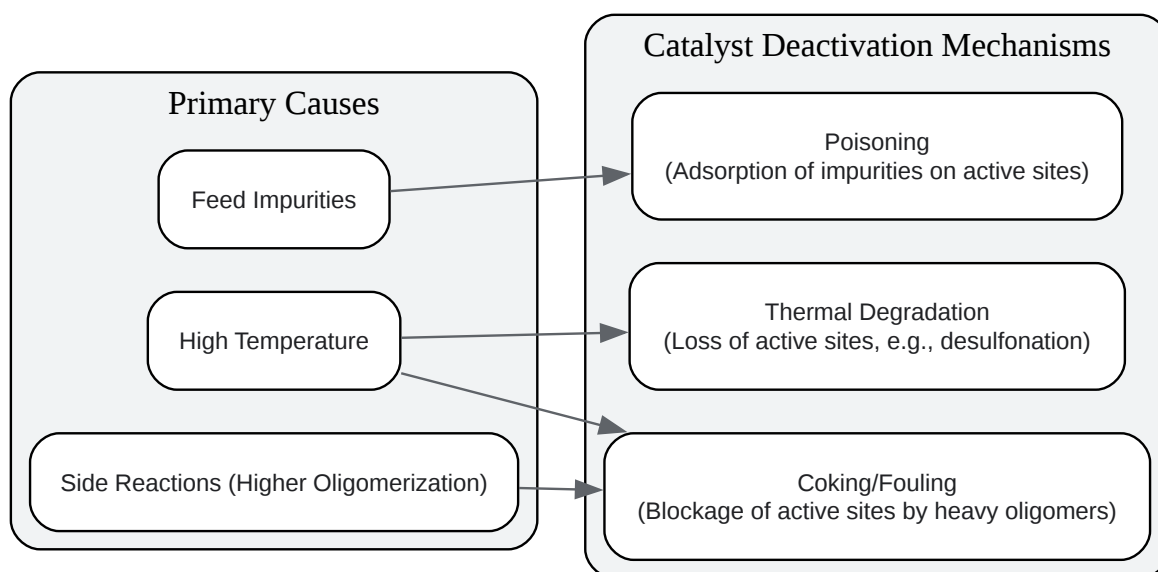 Primary Causes
Feed Impurities
High Temperature
Side Reactions (Higher Oligomerization)
Catalyst Deactivation Mechanisms
Poisoning
(Adsorption of impurities on active sites)
Thermal Degradation
(Loss of active sites, e.g., desulfonation)
Coking/Fouling
(Blockage of active sites by heavy oligomers)